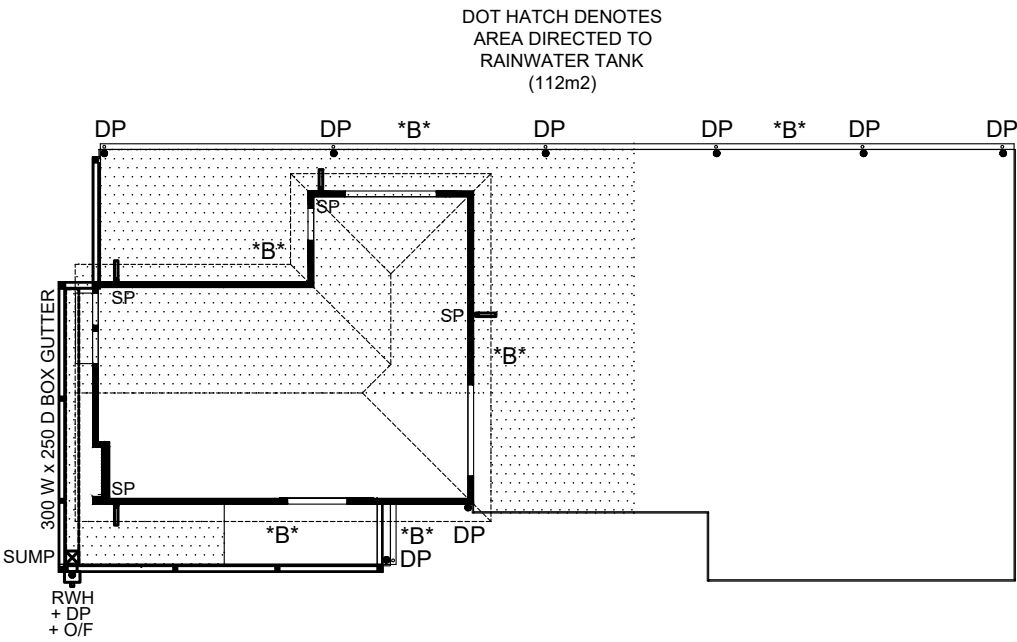 DOT HATCH DENOTES
AREA DIRECTED TO
RAINWATER TANK
(112m2)
DP DP *B* DP DP *B* DP DP
SP
*B*
SP
SP
*B*
300 W x 250 D BOX GUTTER
SP
*B* *B* DP
SUMP
DP
RWH
+ DP
+ O/F